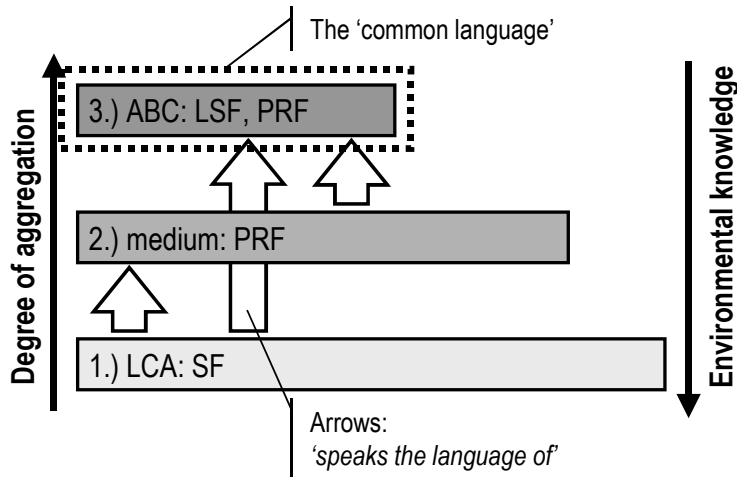 The ‘common language’
Degree of aggregation
3.) ABC: LSF, PRF
2.) medium: PRF
1.) LCA: SF
Environmental knowledge
Arrows:
‘speaks the language of’